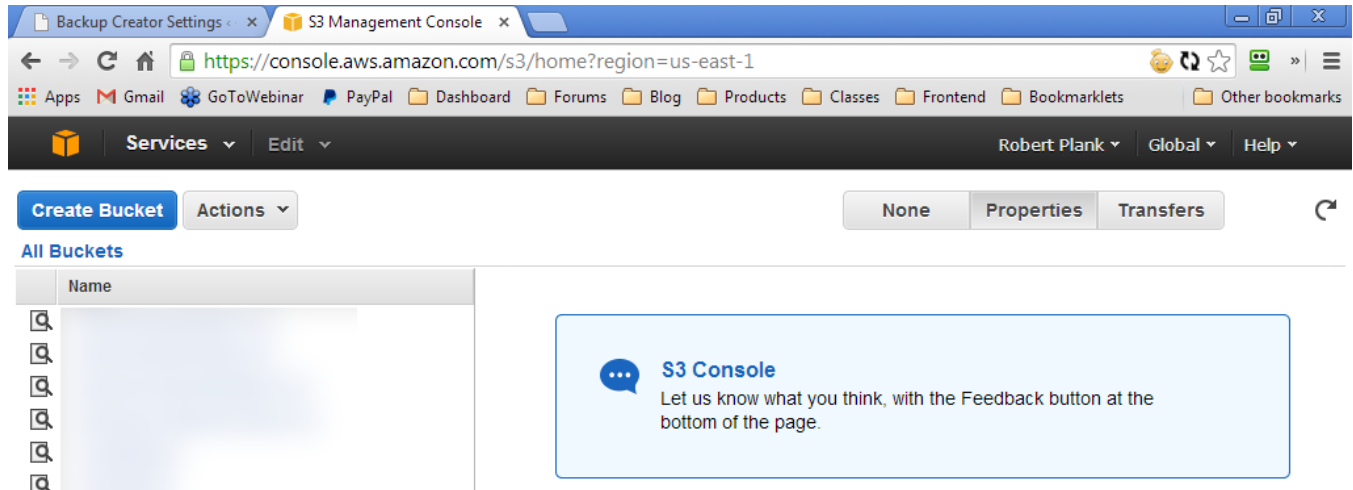 Backup Creator Settings
S3 Management Console
https://console.aws.amazon.com/s3/home?region=us-east-1
Apps Gmail GoToWebinar PayPal Dashboard Forums Blog Products Classes Frontend Bookmarklets Other bookmarks
Services Edit Robert Plank Global Help
Create Bucket Actions None Properties Transfers
All Buckets
Name
S3 Console
Let us know what you think, with the Feedback button at the
bottom of the page.